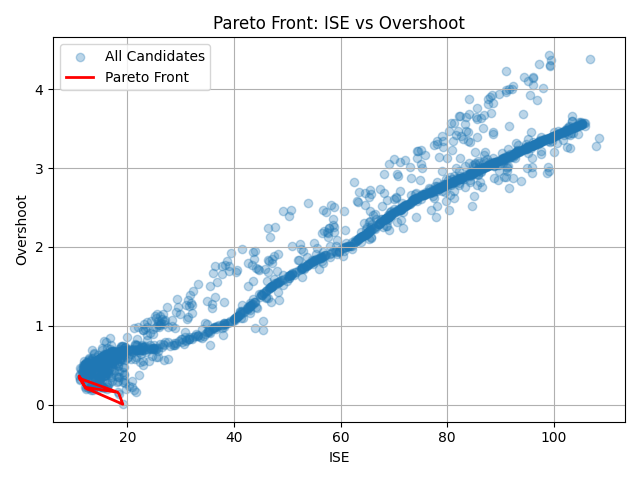 Pareto Front: ISE vs Overshoot
All Candidates
Pareto Front
Overshoot
4
3
2
1
0
20 40 60 80 100
ISE